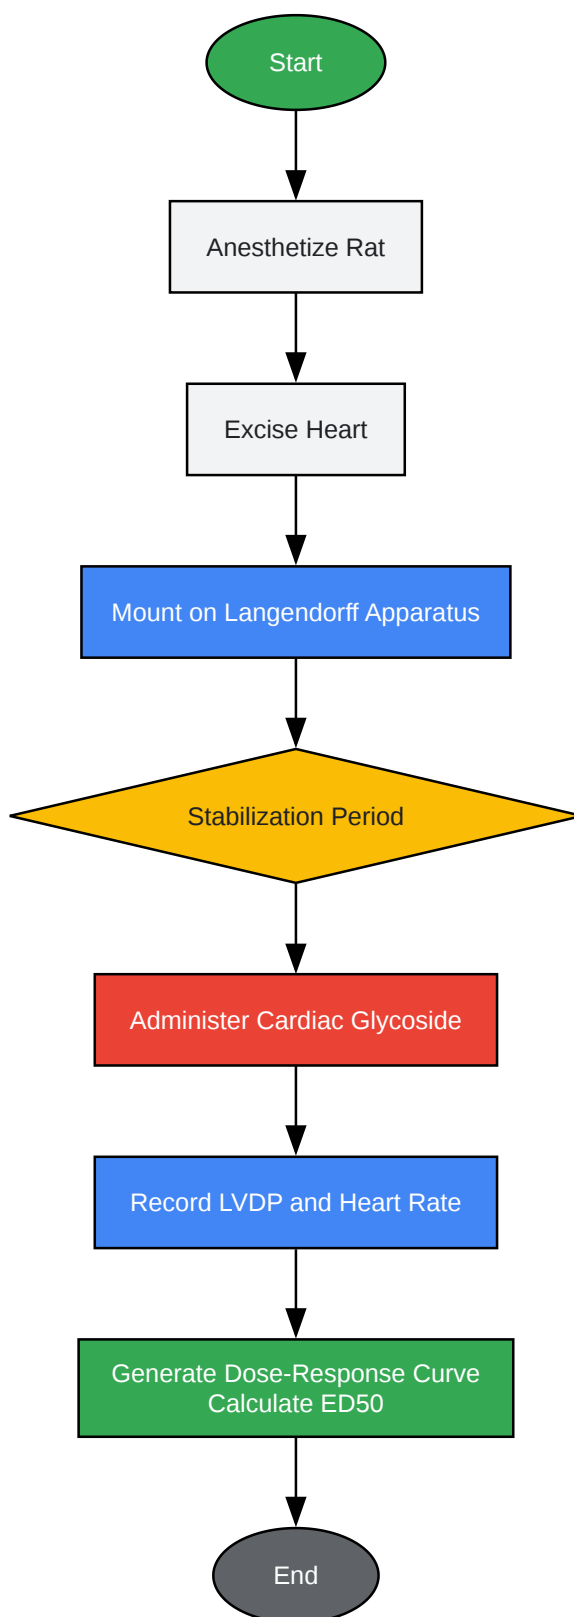 Start
Anesthetize Rat
Excise Heart
Mount on Langendorff Apparatus
Stabilization Period
Administer Cardiac Glycoside
Record LVDP and Heart Rate
Generate Dose-Response Curve
Calculate ED50
End